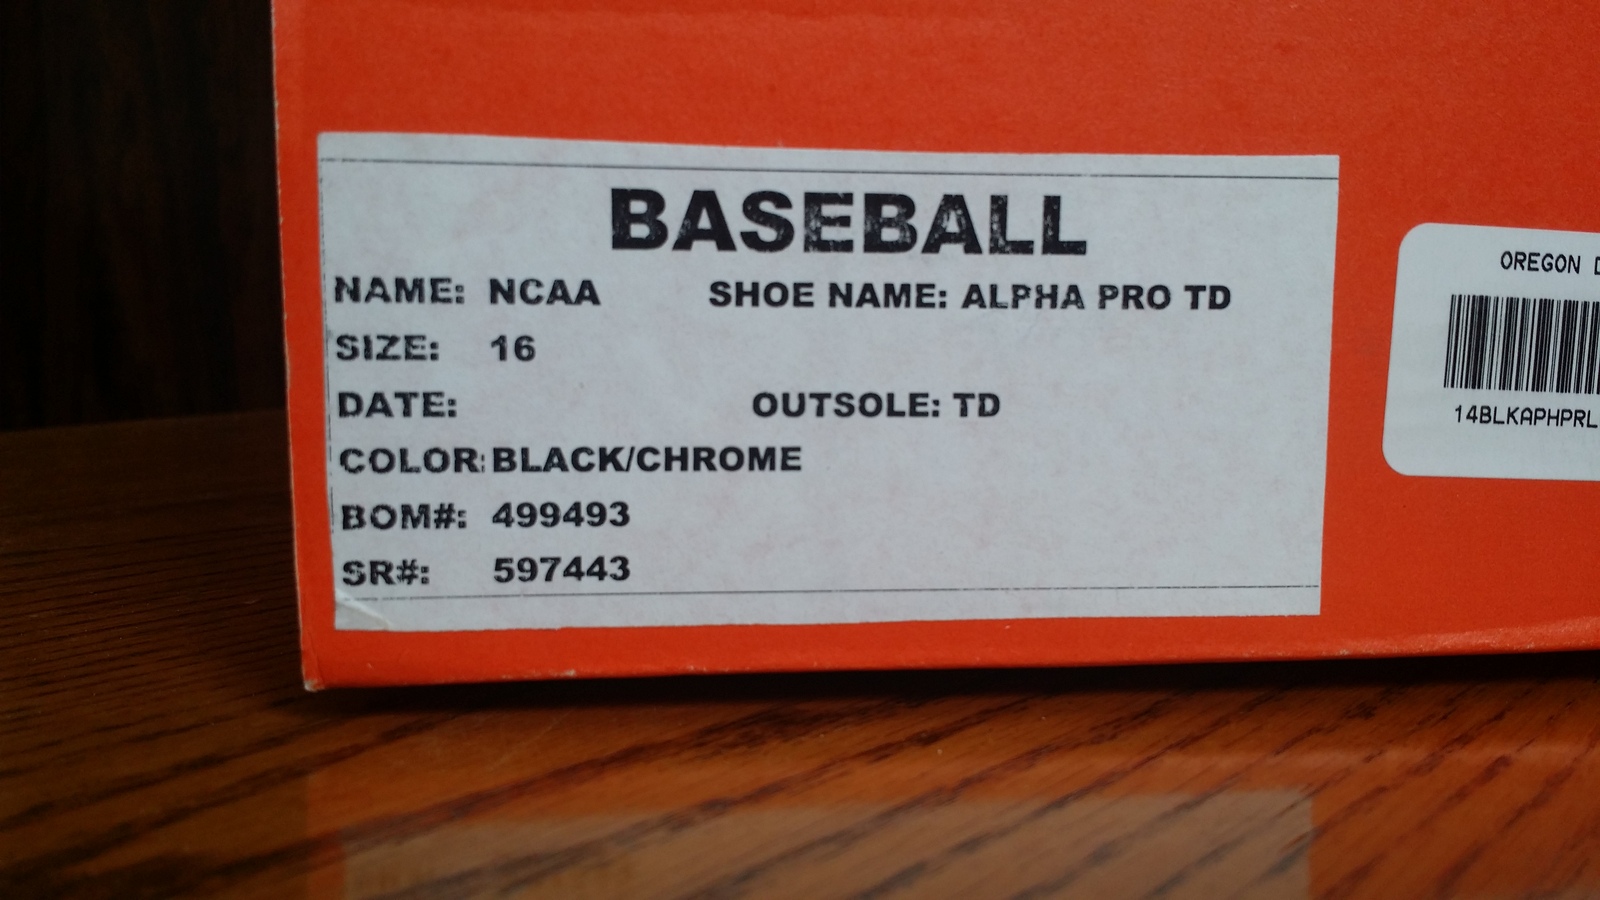 BASEBALL
NAME: NCAA SHOE NAME: ALPHA PRO TD
SIZE: 16
DATE: OUTSOLE: TD
COLOR: BLACK/CHROME
BOM#: 499493
SR#: 597443
OREGON
14BLKAPHPRL